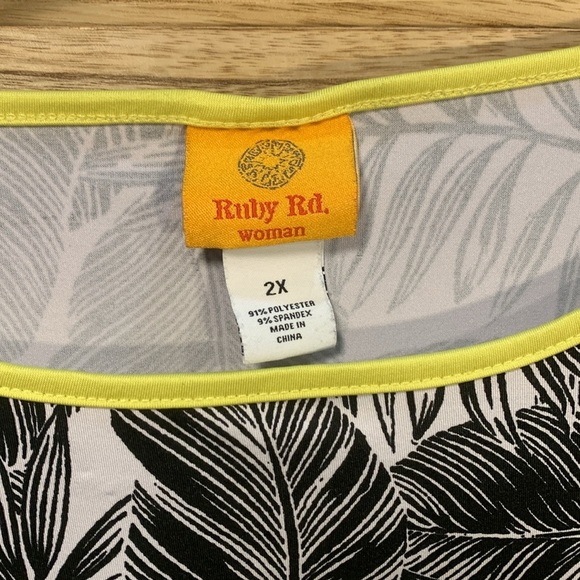 Ruby Rd.
woman
2X
91% POLYESTER
9% SPANDEX
MADE IN
CHINA